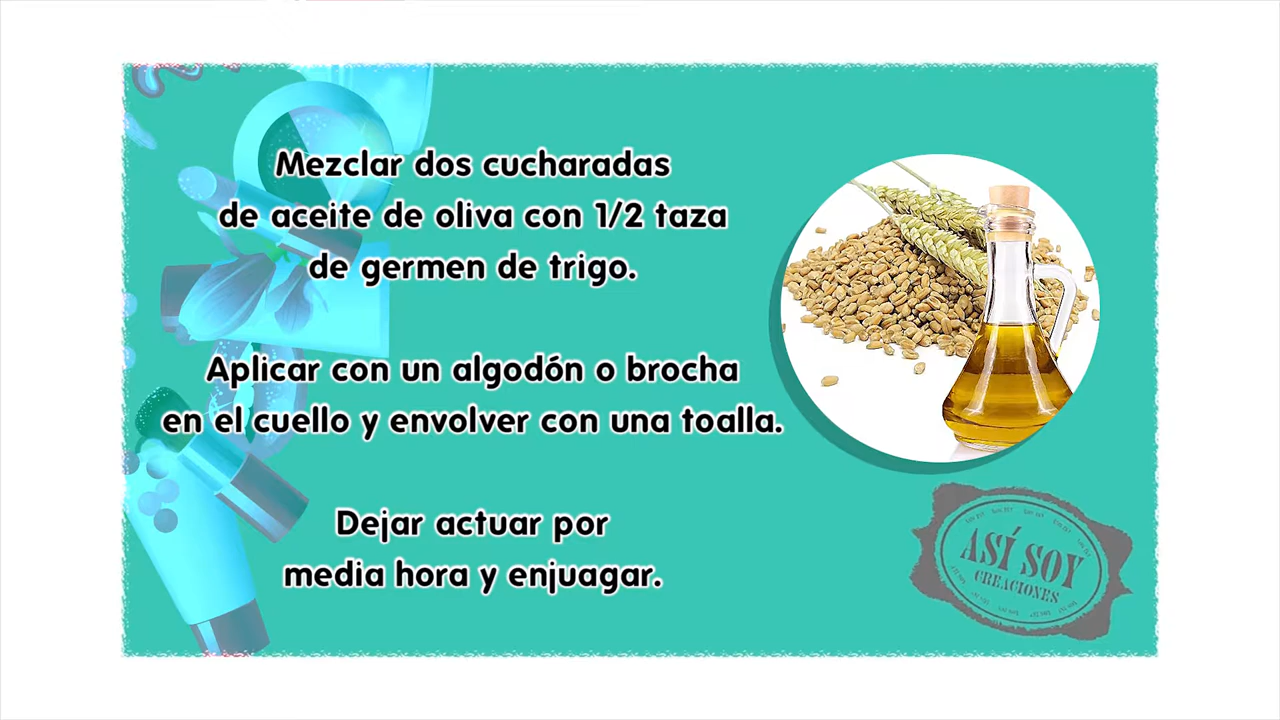 Mezclar dos cucharadas
de aceite de oliva con 1/2 taza
de germen de trigo.
Aplicar con un algodón o brocha
en el cuello y envolver con una toalla.
Dejar actuar por
media hora y enjuagar.
ASÍ SOY
CREACIONES